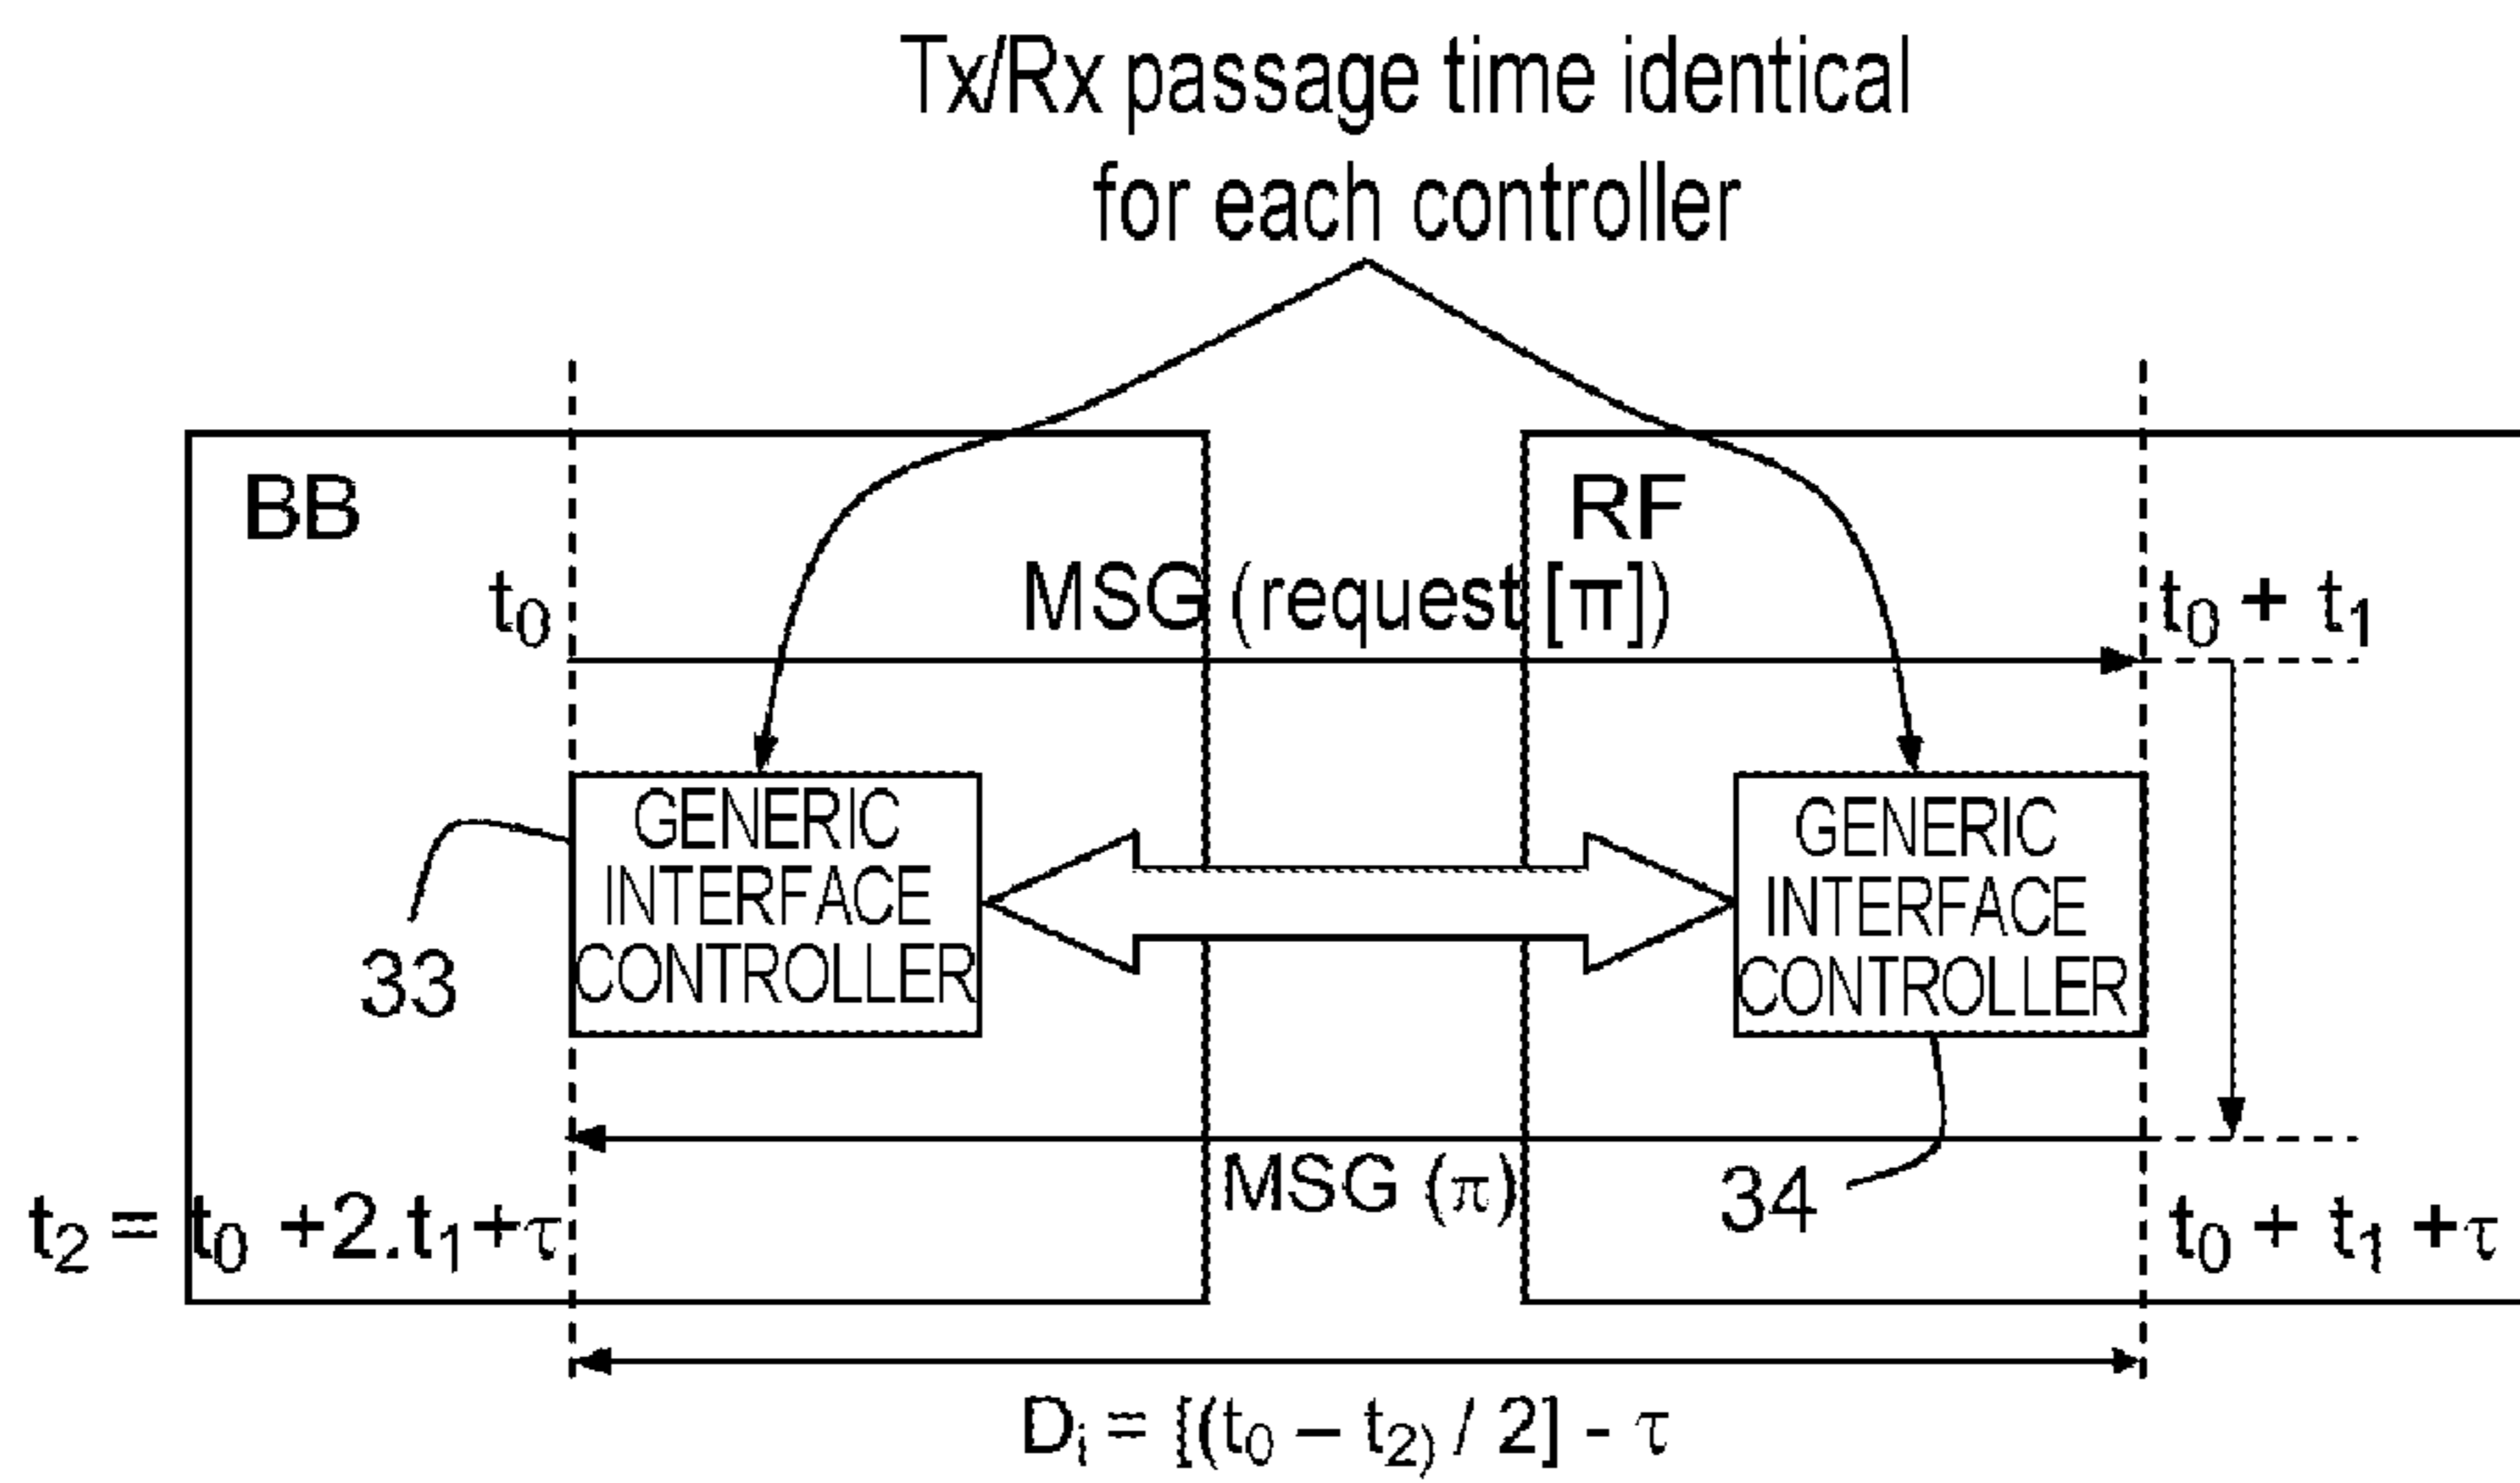 Tx/Rx passage time identical
for each controller
BB
RF
t₀
MSG (request [π])
t₀ + t₁
GENERIC
INTERFACE
CONTROLLER
GENERIC
INTERFACE
CONTROLLER
33
MSG (π)
34
t₂ = t₀ +2.t₁+τ
t₀ + t₁ +τ
Dᵢ = [(t₀ – t₂) / 2] - τ